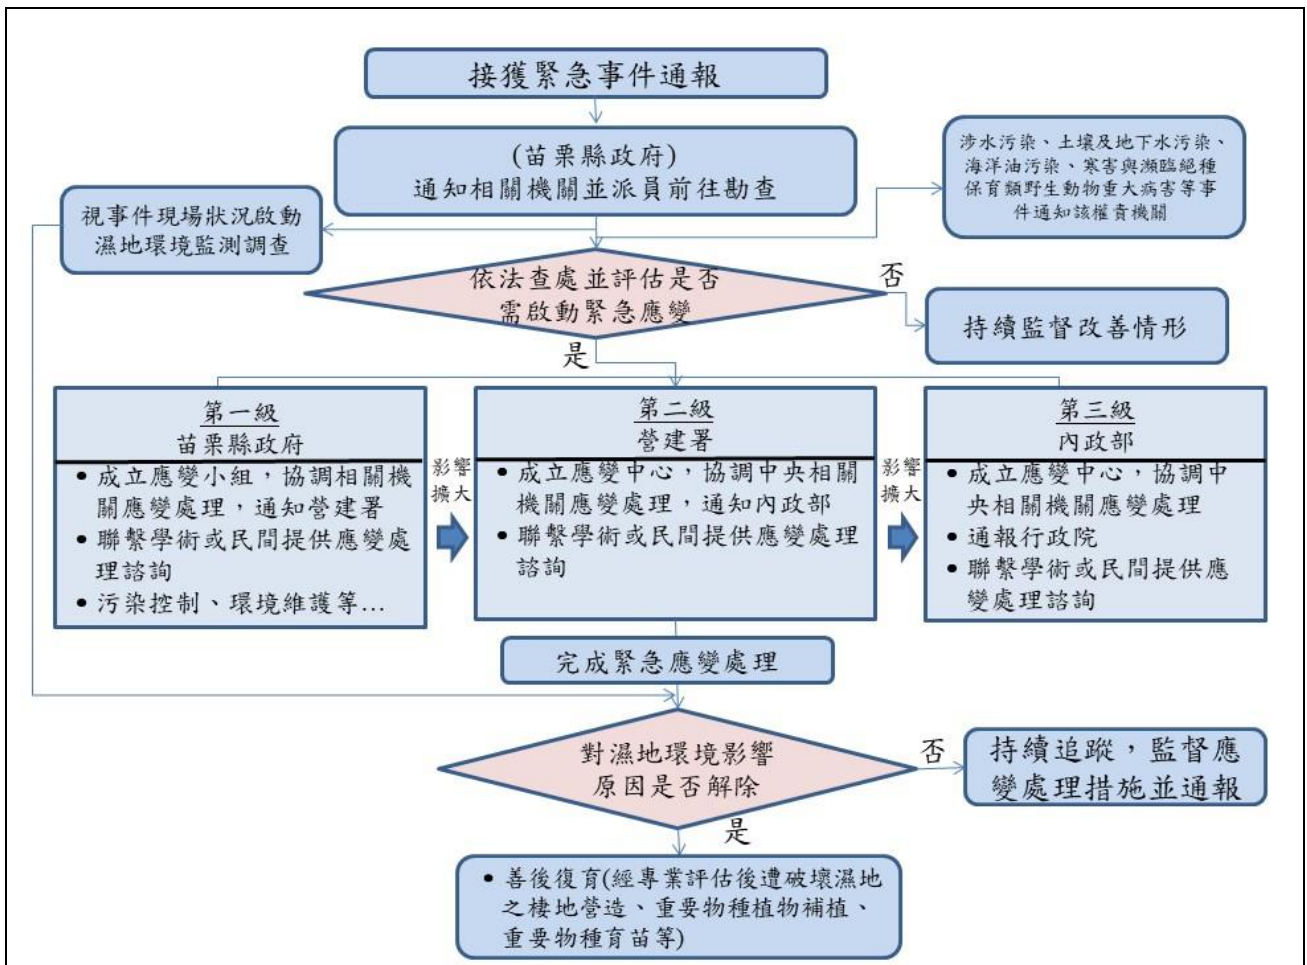 接獲緊急事件通報
(苗栗縣政府)
通知相關機關並派員前往勘查
涉水污染、土壤及地下水污染、
海洋油污染、寒害與瀕臨絕種
保育類野生動物重大病害等事
件通知該權責機關
視事件現場狀況啟動
濕地環境監測調查
依法查處並評估是否
需啟動緊急應變
否
持續監督改善情形
是
第一級
苗栗縣政府
• 成立應變小組，協調相關機
關應變處理，通知營建署
• 聯繫學術或民間提供應變處
理諮詢
• 污染控制、環境維護等...
影響
擴大
第二級
營建署
• 成立應變中心，協調中央相關
機關應變處理，通知內政部
• 聯繫學術或民間提供應變處理
諮詢
影響
擴大
第三級
內政部
• 成立應變中心，協調中
央相關機關應變處理
• 通報行政院
• 聯繫學術或民間提供應
變處理諮詢
完成緊急應變處理
對濕地環境影響
原因是否解除
否
持續追蹤，監督應
變處理措施並通報
是
• 善後復育(經專業評估後遭破壞濕地
之棲地營造、重要物種植物補植、
重要物種育苗等)